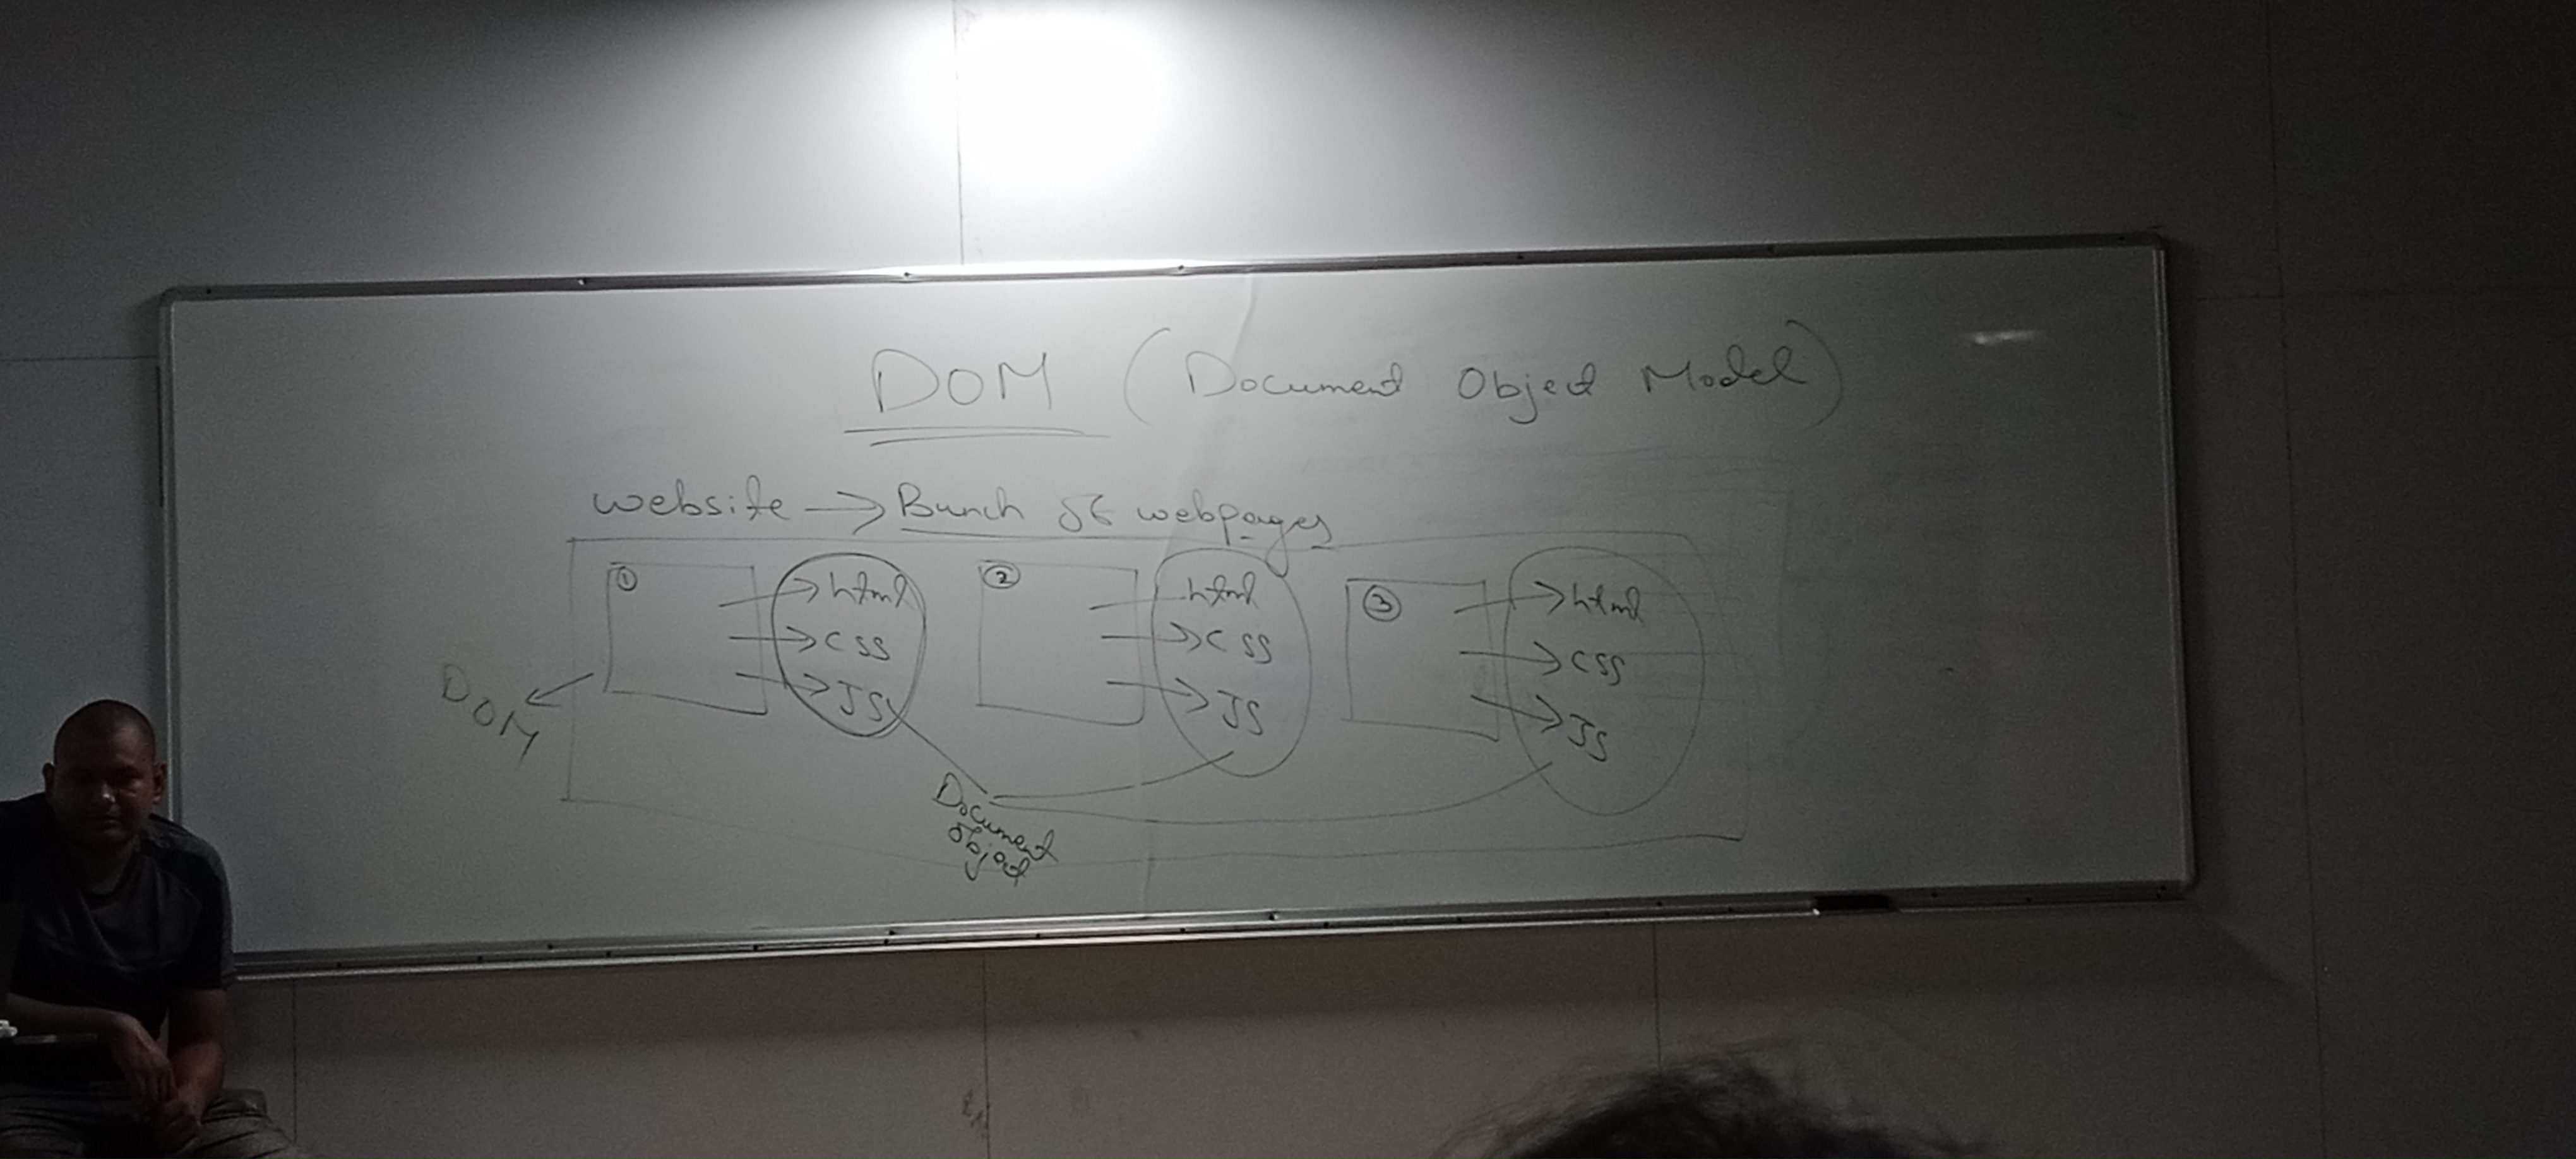 DOM (Document Object Model)
website → Bunch of webpages
① → html
→ css
→ JS
② html
→ css
→ JS
③ → html
→ css
→ JS
DOM
Document
object